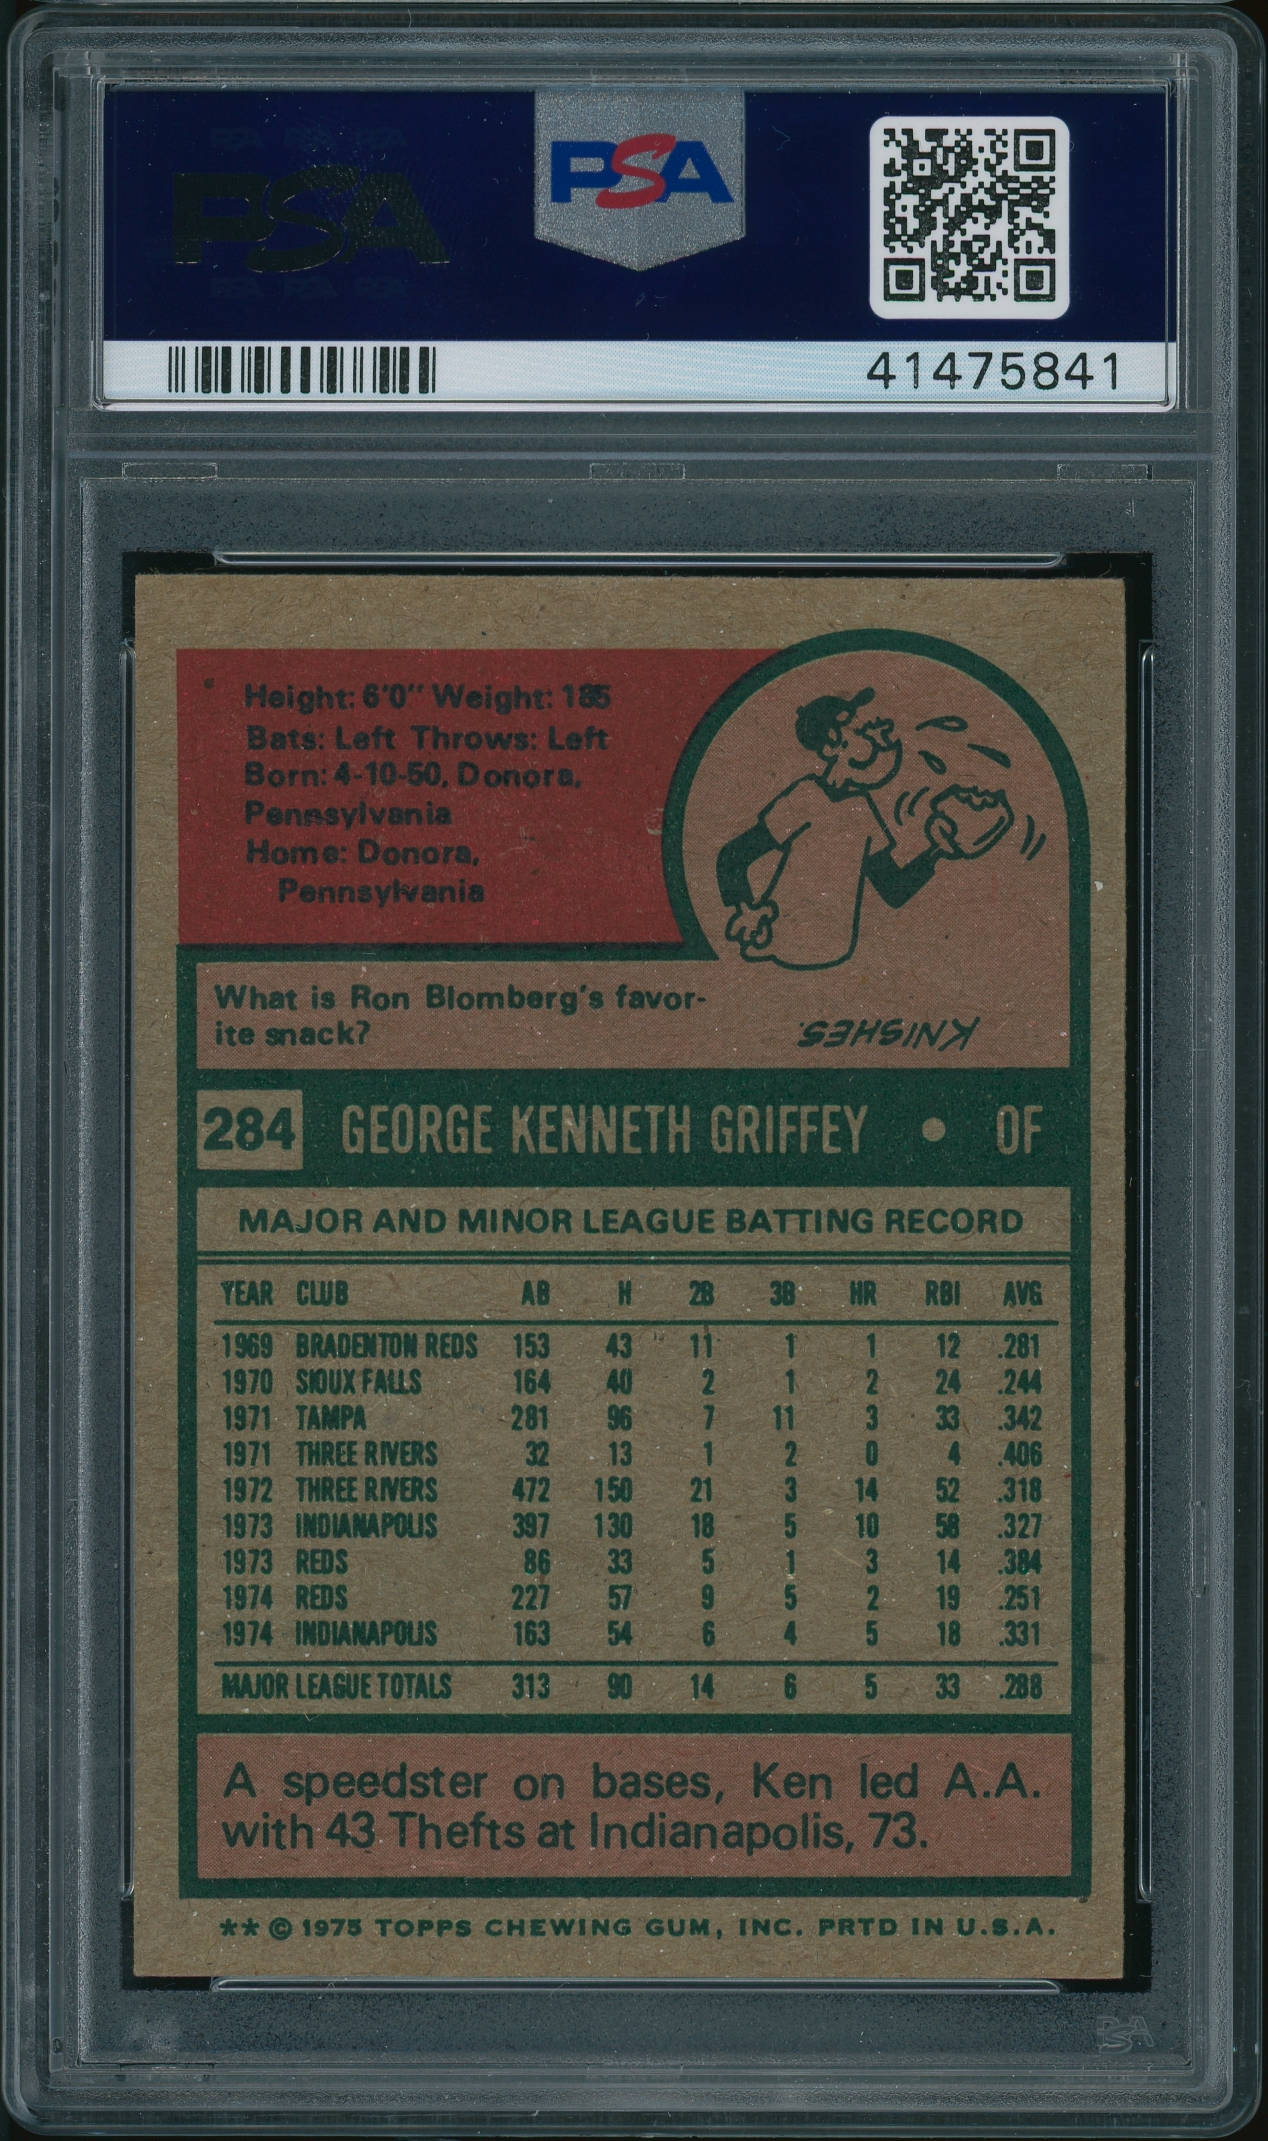 PSA
PSA
41475841
Height: 6'0" Weight: 185
Bats: Left Throws: Left
Born: 4-10-50, Donora,
Pennsylvania
Home: Donora,
Pennsylvania
What is Ron Blomberg's favor-
ite snack?
KNISHES.
284 GEORGE KENNETH GRIFFEY • OF
MAJOR AND MINOR LEAGUE BATTING RECORD
YEAR CLUB AB H 2B 3B HR RBI AVG
1969 BRADENTON REDS 153 43 11 1 1 12 .281
1970 SIOUX FALLS 164 40 2 1 2 24 .244
1971 TAMPA 281 96 7 11 3 33 .342
1971 THREE RIVERS 32 13 1 2 0 4 .406
1972 THREE RIVERS 472 150 21 3 14 52 .318
1973 INDIANAPOLIS 397 130 18 5 10 58 .327
1973 REDS 86 33 5 1 3 14 .384
1974 REDS 227 57 9 5 2 19 .251
1974 INDIANAPOLIS 163 54 6 4 5 18 .331
MAJOR LEAGUE TOTALS 313 90 14 6 5 33 .288
A speedster on bases, Ken led A.A.
with 43 Thefts at Indianapolis, 73.
** © 1975 TOPPS CHEWING GUM, INC. PRTD IN U.S.A.
PSA